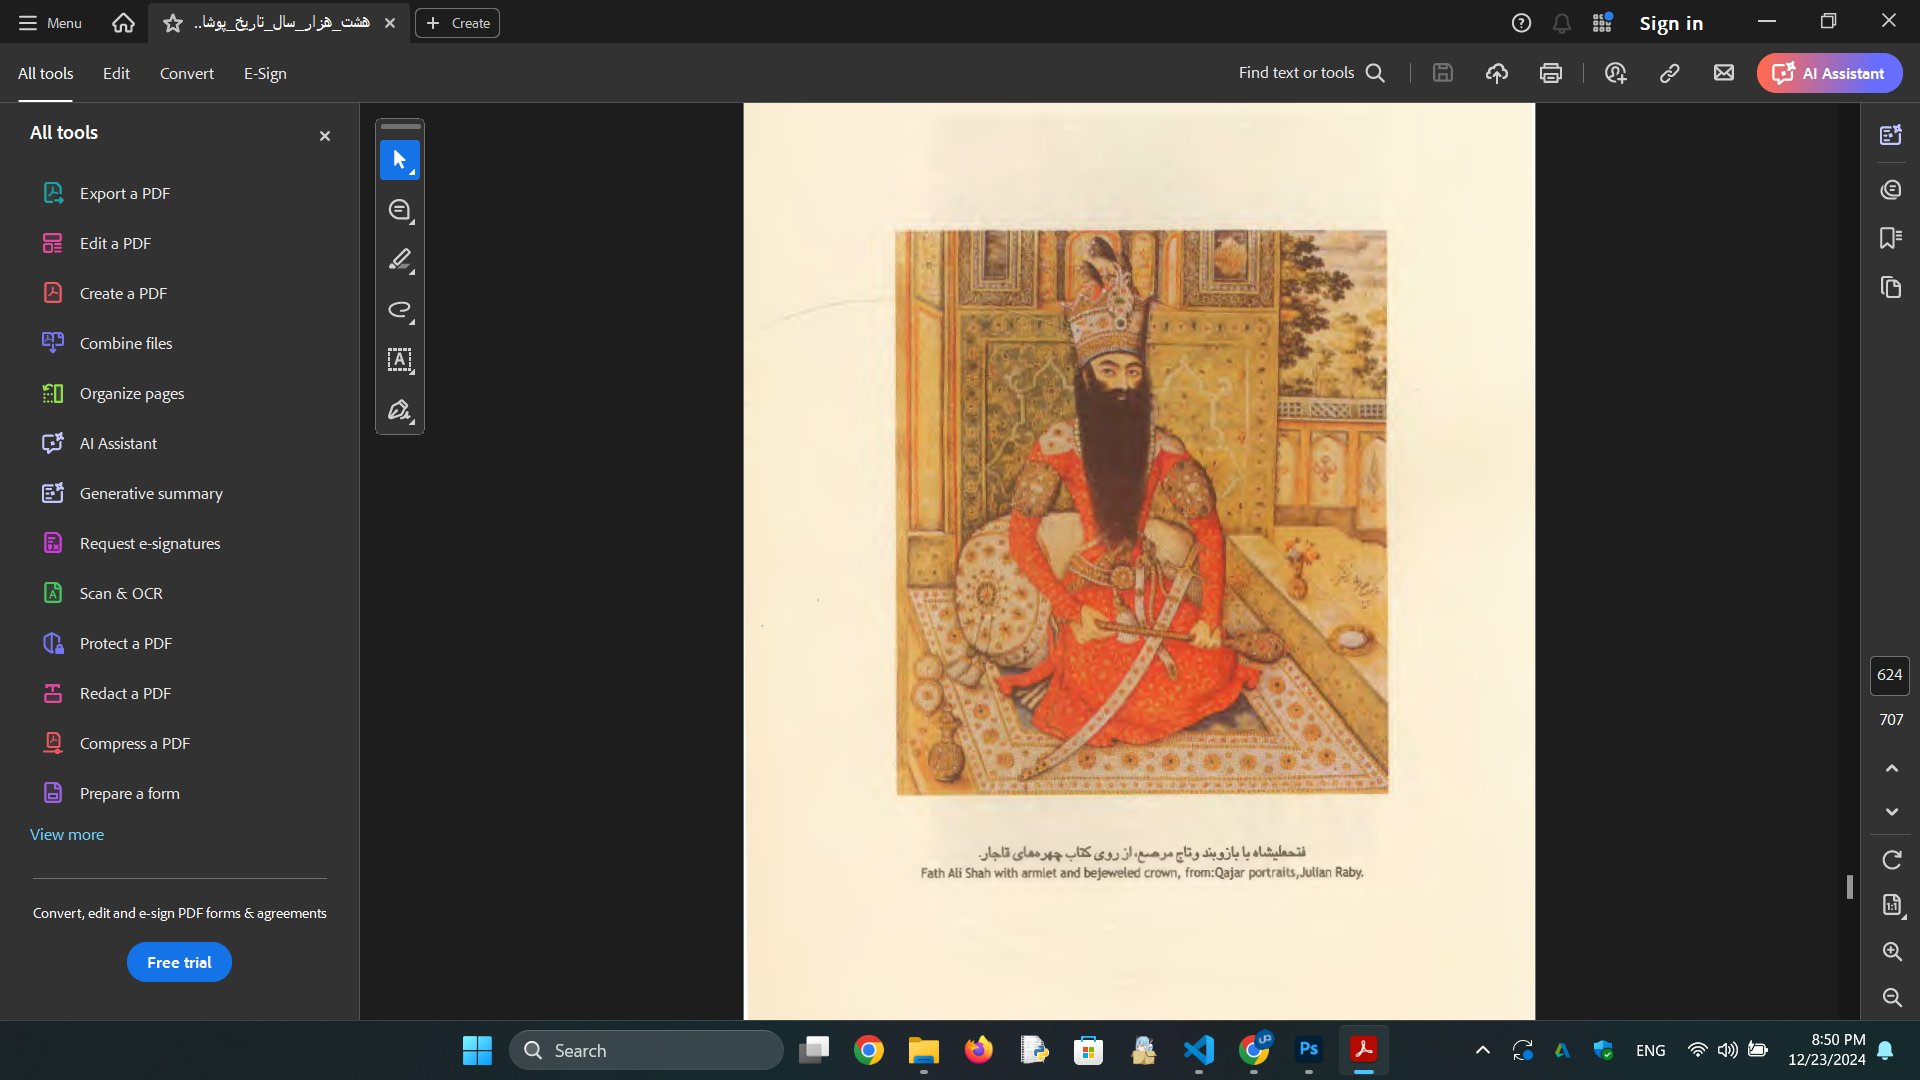 Menu
هشت_هزار_سال_تاریخ_پوشا..
Create
Sign in
All tools
Edit
Convert
E-Sign
Find text or tools
AI Assistant
All tools
Export a PDF
Edit a PDF
Create a PDF
Combine files
Organize pages
AI Assistant
Generative summary
Request e-signatures
Scan & OCR
Protect a PDF
Redact a PDF
Compress a PDF
Prepare a form
View more
Convert, edit and e-sign PDF forms & agreements
Free trial
فتحعلیشاه با بازوبند و تاج مرصع، از روی کتاب چهره‌های قاجار.
Fath Ali Shah with armlet and bejeweled crown, from:Qajar portraits,Julian Raby.
624
707
Search
ENG
8:50 PM
12/23/2024